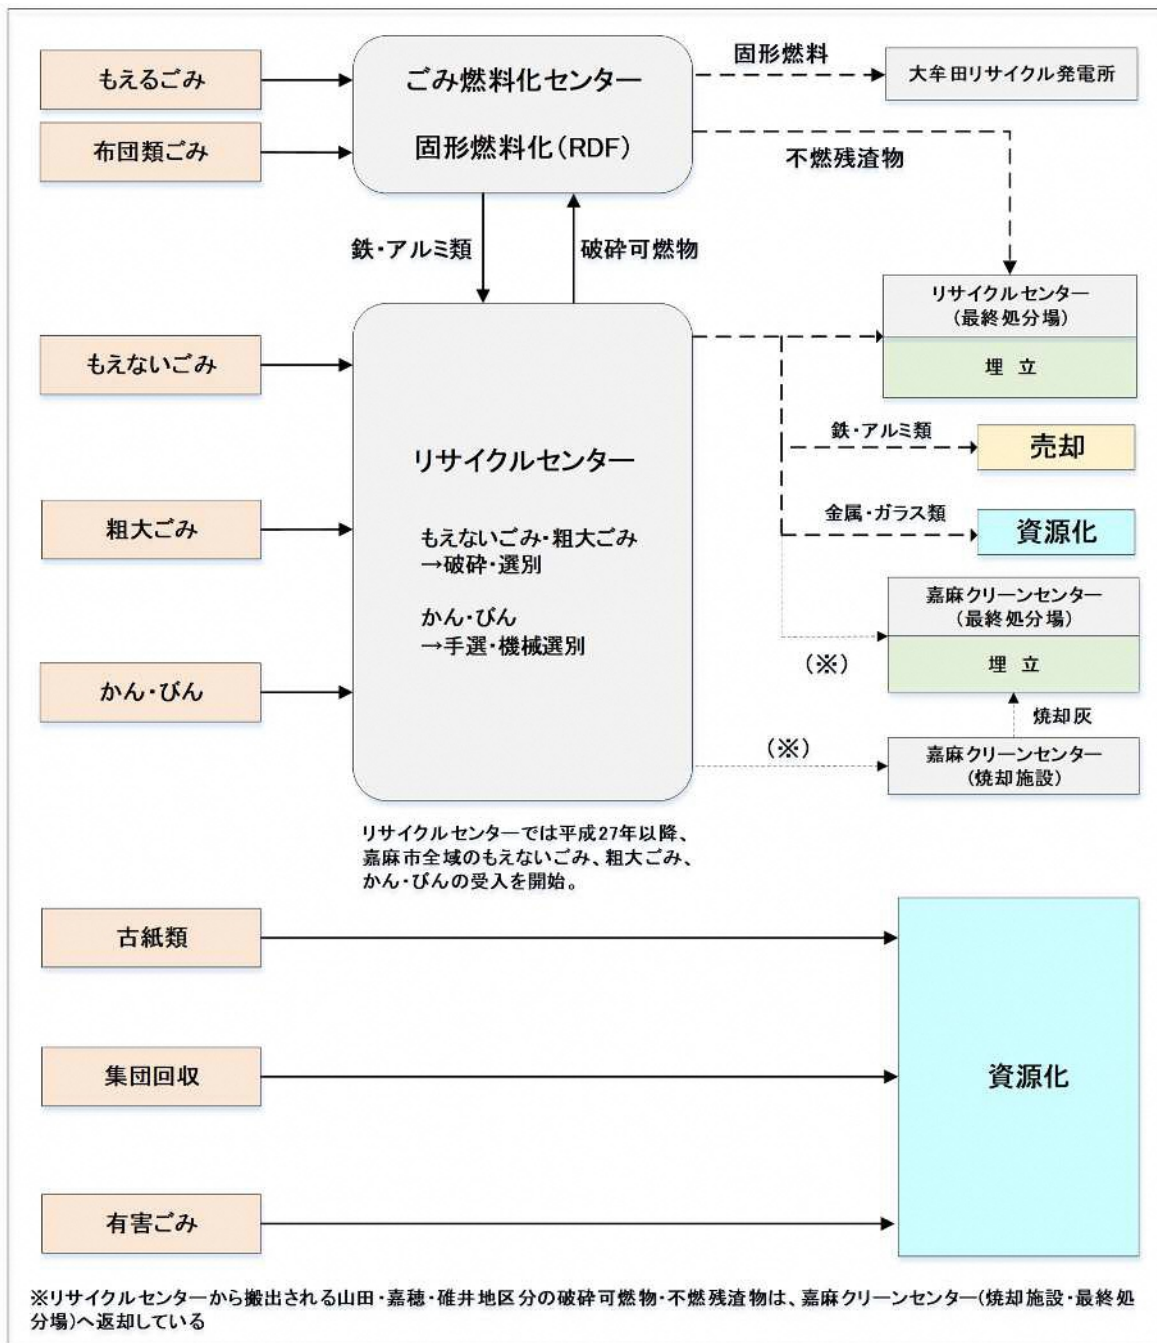 もえるごみ
布団類ごみ
ごみ燃料化センター
固形燃料化(RDF)
固形燃料
大牟田リサイクル発電所
不燃残渣物
鉄・アルミ類
破砕可燃物
リサイクルセンター
(最終処分場)
埋 立
もえないごみ
粗大ごみ
かん・びん
リサイクルセンター
もえないごみ・粗大ごみ
→破砕・選別
かん・びん
→手選・機械選別
鉄・アルミ類
売却
金属・ガラス類
資源化
嘉麻クリーンセンター
(最終処分場)
埋 立
(※)
焼却灰
(※)
嘉麻クリーンセンター
(焼却施設)
リサイクルセンターでは平成27年以降、
嘉麻市全域のもえないごみ、粗大ごみ、
かん・びんの受入を開始。
古紙類
集団回収
有害ごみ
資源化
※リサイクルセンターから搬出される山田・嘉穂・碓井地区分の破砕可燃物・不燃残渣物は、嘉麻クリーンセンター(焼却施設・最終処
分場)へ返却している